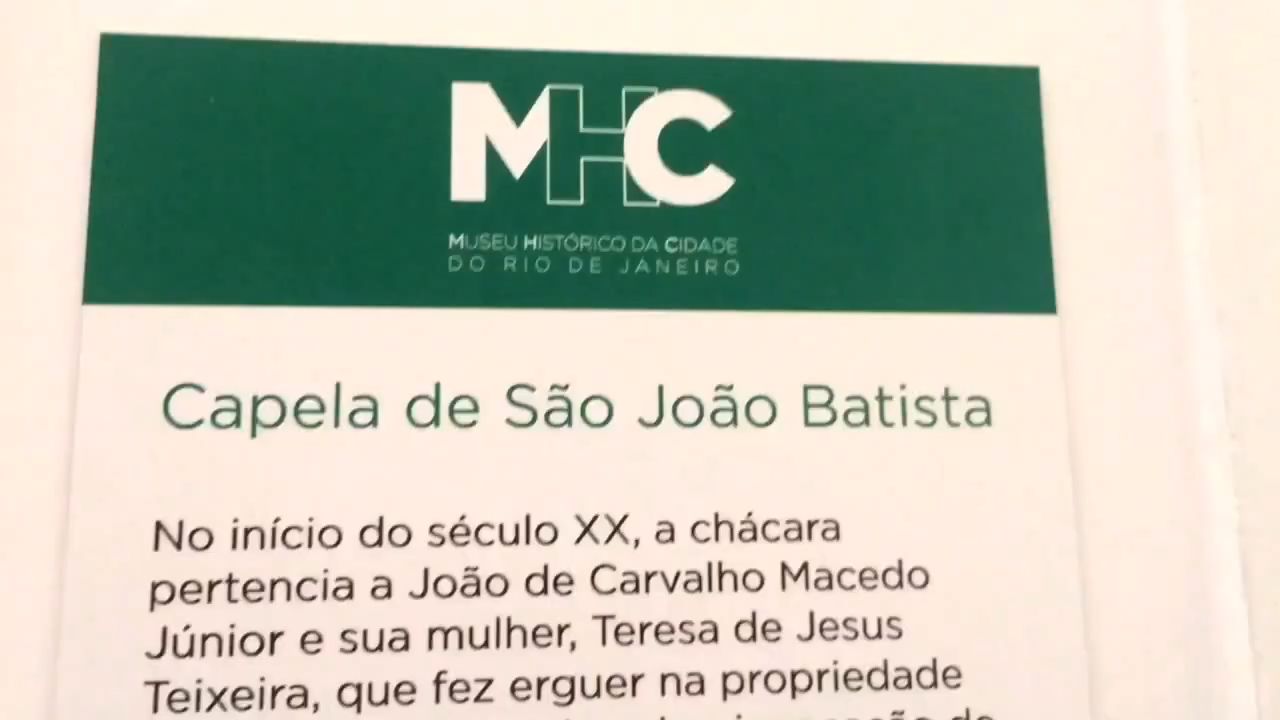 MHC
MUSEU HISTÓRICO DA CIDADE
DO RIO DE JANEIRO
Capela de São João Batista
No início do século XX, a chácara
pertencia a João de Carvalho Macedo
Júnior e sua mulher, Teresa de Jesus
Teixeira, que fez erguer na propriedade